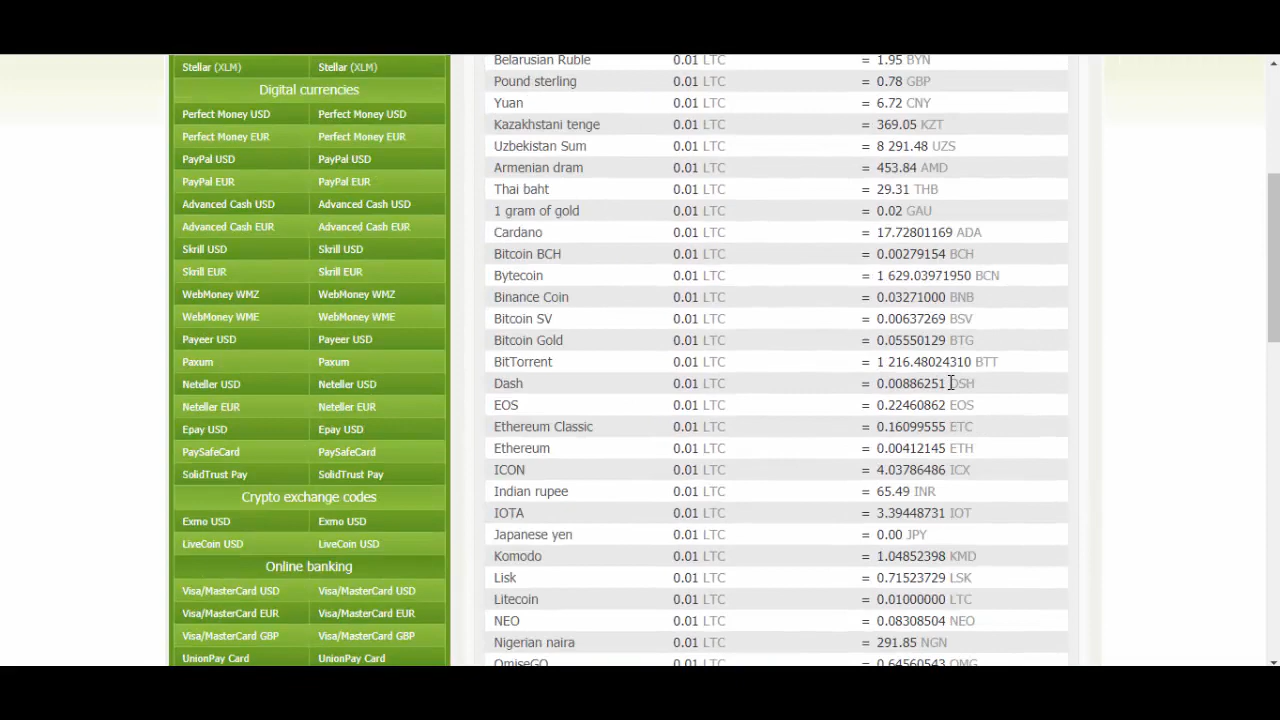 Stellar (XLM) Stellar (XLM)
Digital currencies
Perfect Money USD Perfect Money USD
Perfect Money EUR Perfect Money EUR
PayPal USD PayPal USD
PayPal EUR PayPal EUR
Advanced Cash USD Advanced Cash USD
Advanced Cash EUR Advanced Cash EUR
Skrill USD Skrill USD
Skrill EUR Skrill EUR
WebMoney WMZ WebMoney WMZ
WebMoney WME WebMoney WME
Payeer USD Payeer USD
Paxum Paxum
Neteller USD Neteller USD
Neteller EUR Neteller EUR
Epay USD Epay USD
PaySafeCard PaySafeCard
SolidTrust Pay SolidTrust Pay
Crypto exchange codes
Exmo USD Exmo USD
LiveCoin USD LiveCoin USD
Online banking
Visa/MasterCard USD Visa/MasterCard USD
Visa/MasterCard EUR Visa/MasterCard EUR
Visa/MasterCard GBP Visa/MasterCard GBP
UnionPay Card UnionPay Card
Belarusian Ruble 0.01 LTC = 1.95 BYN
Pound sterling 0.01 LTC = 0.78 GBP
Yuan 0.01 LTC = 6.72 CNY
Kazakhstani tenge 0.01 LTC = 369.05 KZT
Uzbekistan Sum 0.01 LTC = 8 291.48 UZS
Armenian dram 0.01 LTC = 453.84 AMD
Thai baht 0.01 LTC = 29.31 THB
1 gram of gold 0.01 LTC = 0.02 GAU
Cardano 0.01 LTC = 17.72801169 ADA
Bitcoin BCH 0.01 LTC = 0.00279154 BCH
Bytecoin 0.01 LTC = 1 629.03971950 BCN
Binance Coin 0.01 LTC = 0.03271000 BNB
Bitcoin SV 0.01 LTC = 0.00637269 BSV
Bitcoin Gold 0.01 LTC = 0.05550129 BTG
BitTorrent 0.01 LTC = 1 216.48024310 BTT
Dash 0.01 LTC = 0.00886251 DSH
EOS 0.01 LTC = 0.22460862 EOS
Ethereum Classic 0.01 LTC = 0.16099555 ETC
Ethereum 0.01 LTC = 0.00412145 ETH
ICON 0.01 LTC = 4.03786486 ICX
Indian rupee 0.01 LTC = 65.49 INR
IOTA 0.01 LTC = 3.39448731 IOT
Japanese yen 0.01 LTC = 0.00 JPY
Komodo 0.01 LTC = 1.04852398 KMD
Lisk 0.01 LTC = 0.71523729 LSK
Litecoin 0.01 LTC = 0.01000000 LTC
NEO 0.01 LTC = 0.08308504 NEO
Nigerian naira 0.01 LTC = 291.85 NGN
OmiseGO 0.01 LTC = 0.64560543 OMG